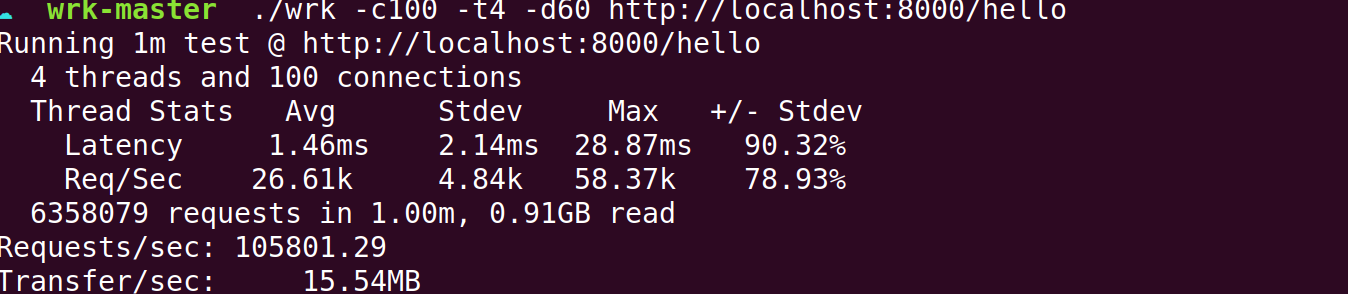 wrk-master ./wrk -c100 -t4 -d60 http://localhost:8000/hello
Running 1m test @ http://localhost:8000/hello
  4 threads and 100 connections
  Thread Stats   Avg      Stdev     Max   +/- Stdev
    Latency     1.46ms    2.14ms  28.87ms   90.32%
    Req/Sec    26.61k     4.84k   58.37k    78.93%
  6358079 requests in 1.00m, 0.91GB read
Requests/sec: 105801.29
Transfer/sec:     15.54MB